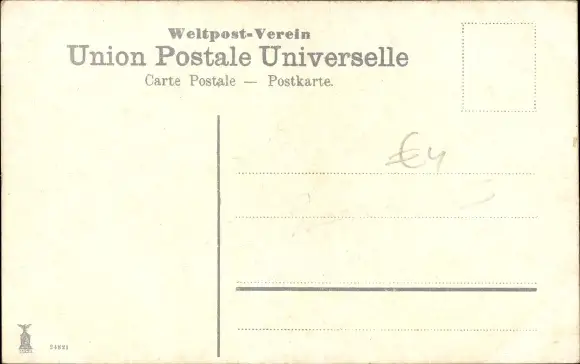 Weltpost-Verein
Union Postale Universelle
Carte Postale — Postkarte.
€4